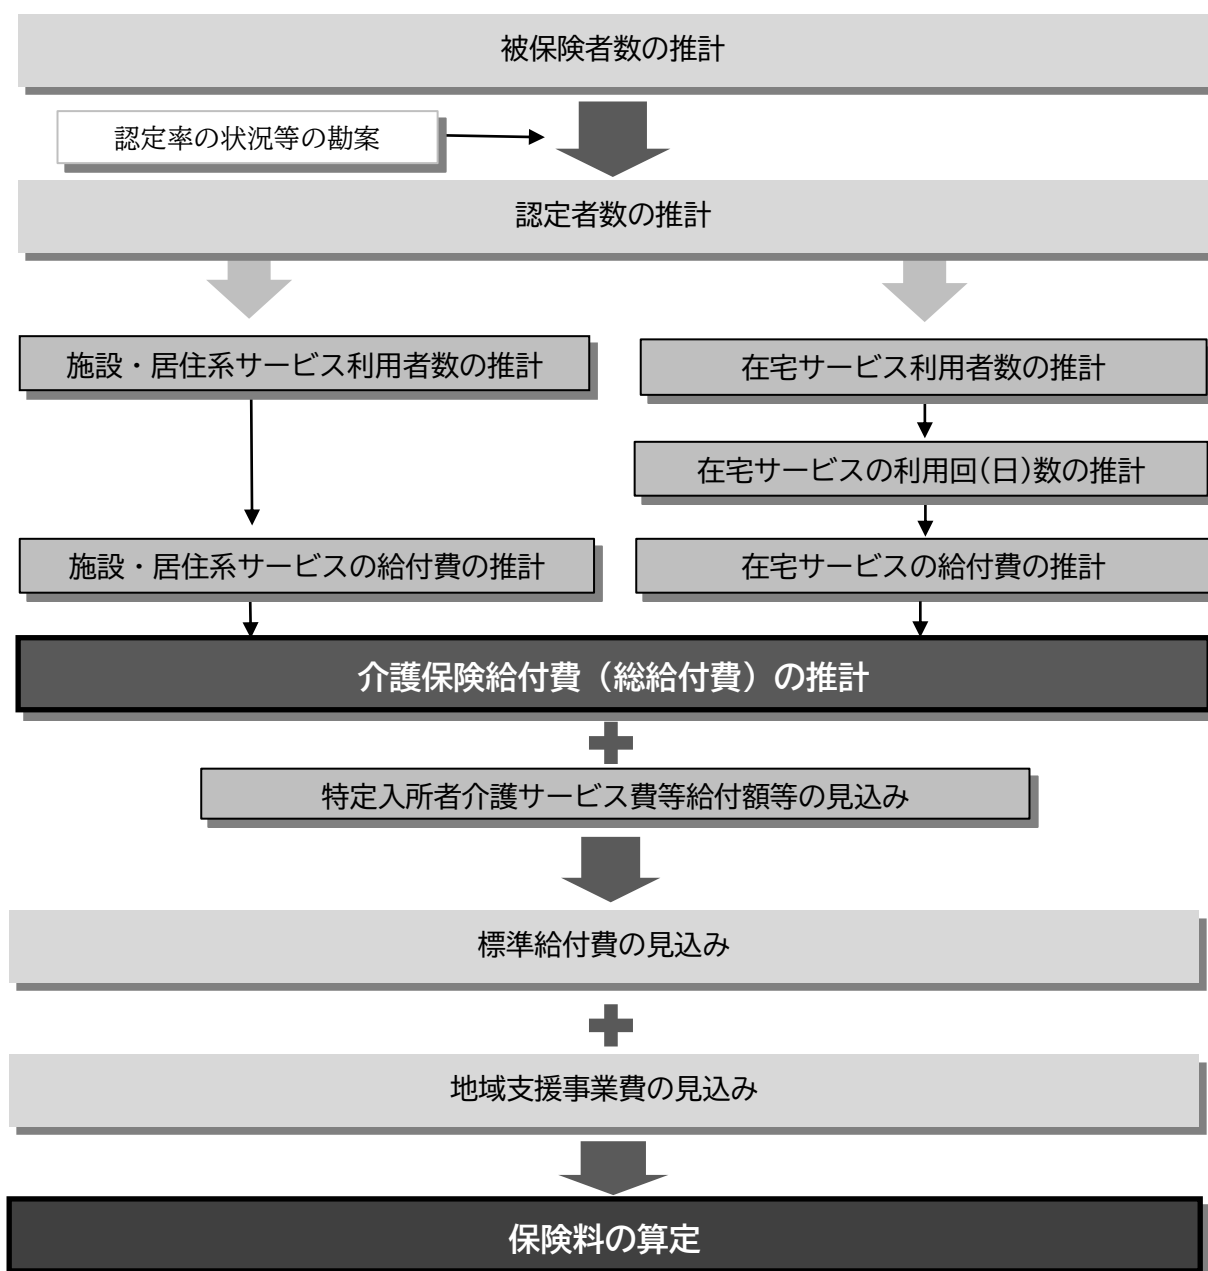 被保険者数の推計
認定率の状況等の勘案
認定者数の推計
施設・居住系サービス利用者数の推計
在宅サービス利用者数の推計
在宅サービスの利用回(日)数の推計
施設・居住系サービスの給付費の推計
在宅サービスの給付費の推計
介護保険給付費（総給付費）の推計
特定入所者介護サービス費等給付額等の見込み
標準給付費の見込み
地域支援事業費の見込み
保険料の算定